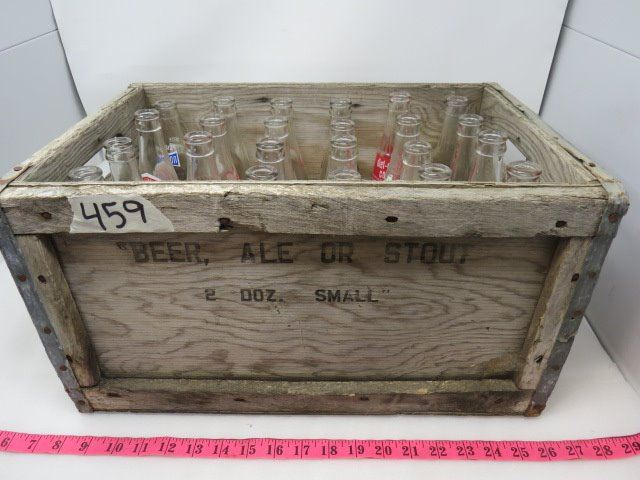 459
"BEER, ALE OR STOUT
2 DOZ. SMALL"
6 7 8 9 10 11 12 13 14 15 16 17 18 19 20 21 22 23 24 25 26 27 28 29